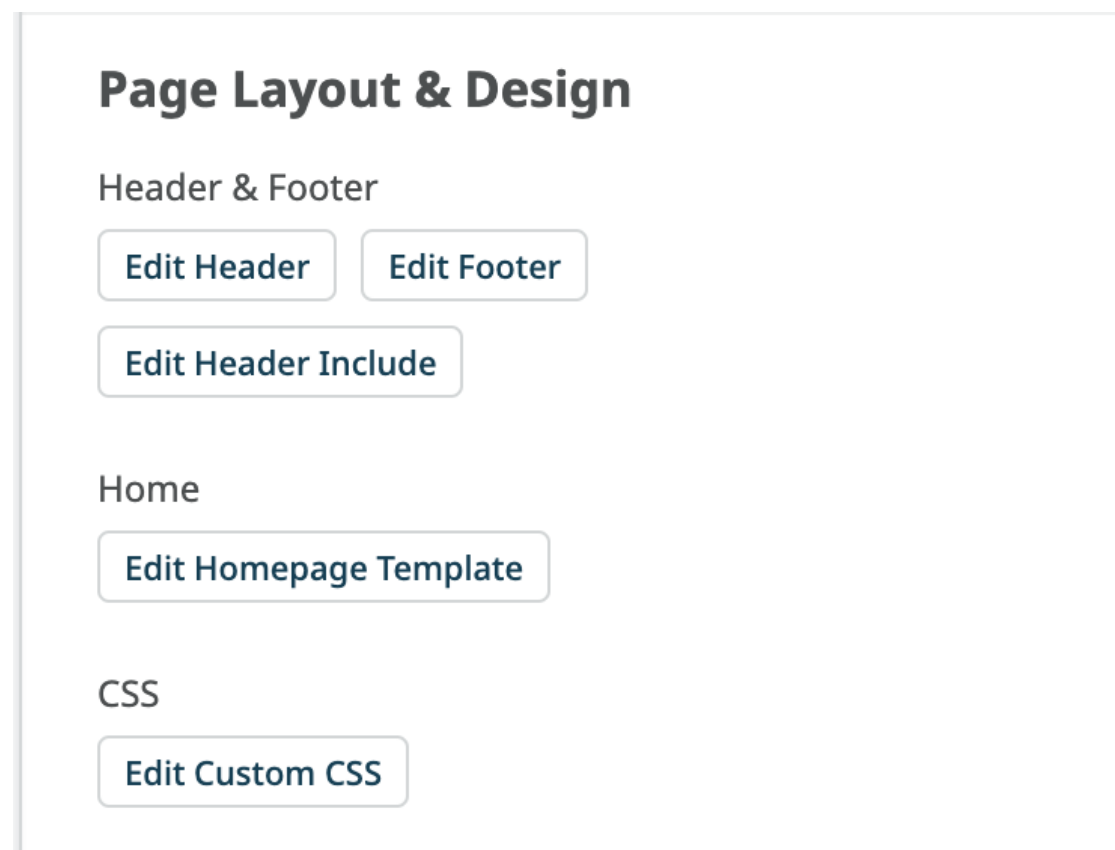 Page Layout & Design
Header & Footer
Edit Header Edit Footer
Edit Header Include
Home
Edit Homepage Template
CSS
Edit Custom CSS